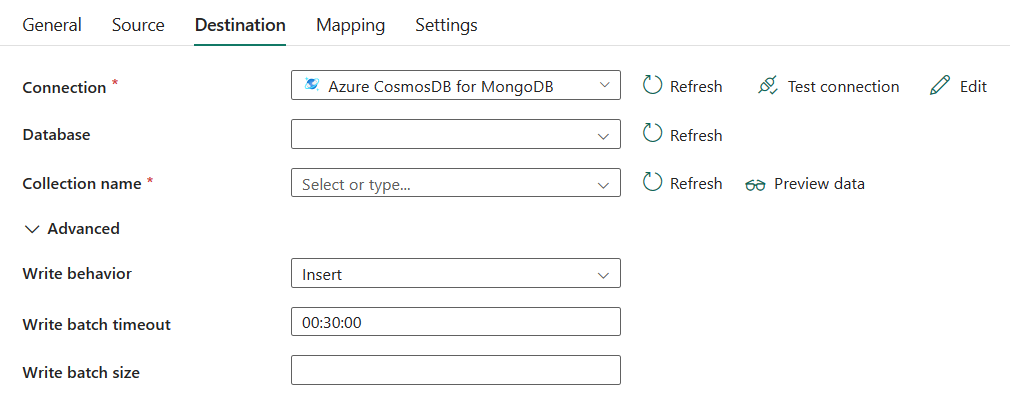 General Source Destination Mapping Settings
Connection * Azure CosmosDB for MongoDB Refresh Test connection Edit
Database Refresh
Collection name * Select or type... Refresh Preview data
Advanced
Write behavior Insert
Write batch timeout 00:30:00
Write batch size